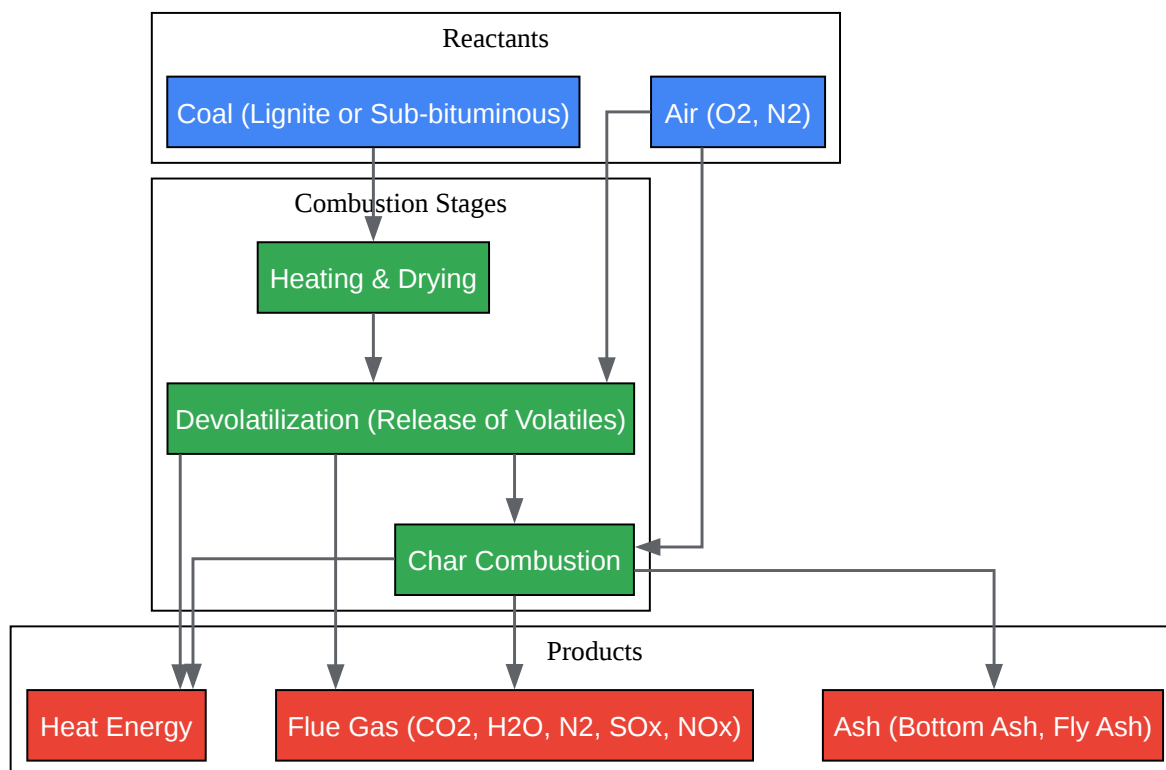 Reactants
Coal (Lignite or Sub-bituminous)
Air (O2, N2)
Combustion Stages
Heating & Drying
Devolatilization (Release of Volatiles)
Char Combustion
Products
Heat Energy
Flue Gas (CO2, H2O, N2, SOx, NOx)
Ash (Bottom Ash, Fly Ash)